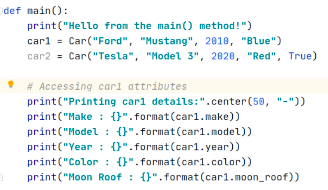 def main():
    print("Hello from the main() method!")
    car1 = Car("Ford", "Mustang", 2010, "Blue")
    car2 = Car("Tesla", "Model 3", 2020, "Red", True)
    # Accessing car1 attributes
    print("Printing car1 details:".center(50, "-"))
    print("Make : {}".format(car1.make))
    print("Model : {}".format(car1.model))
    print("Year : {}".format(car1.year))
    print("Color : {}".format(car1.color))
    print("Moon Roof : {}".format(car1.moon_roof))